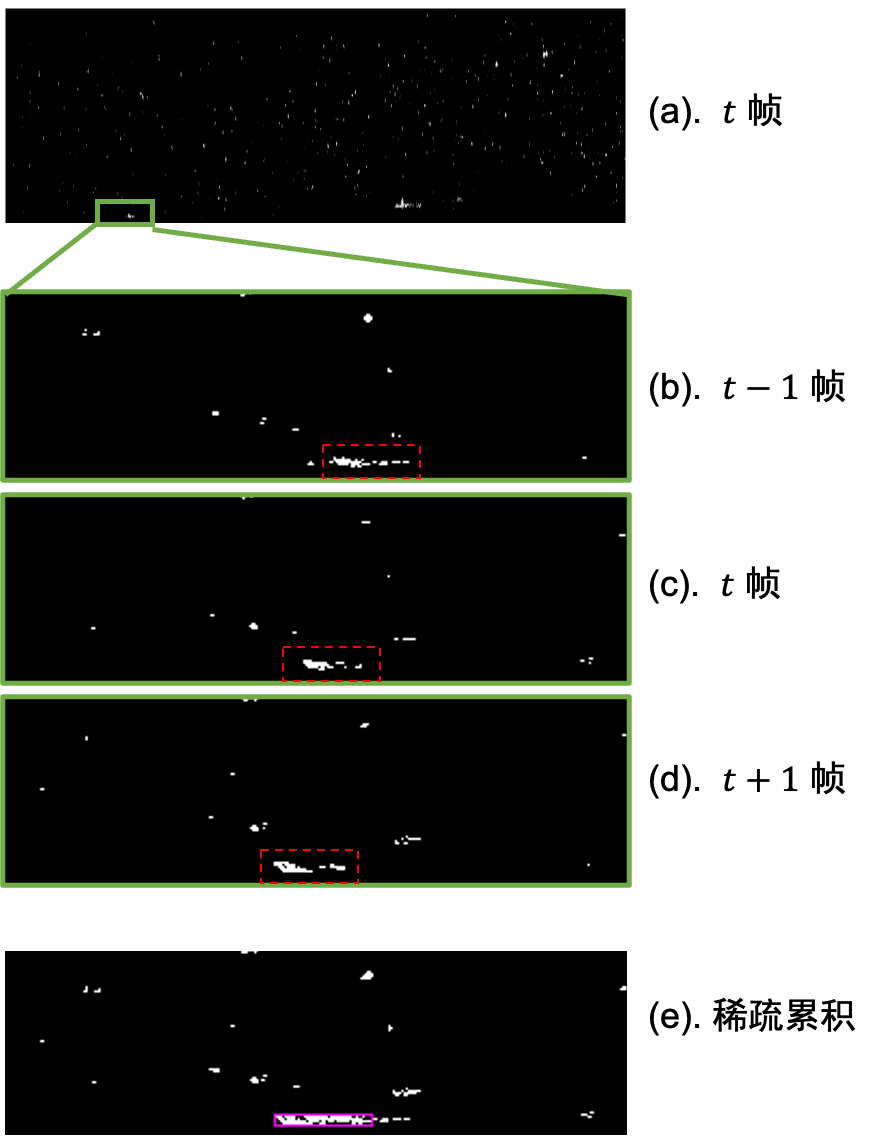 (a). t 帧
(b). t − 1 帧
(c). t 帧
(d). t + 1 帧
(e). 稀疏累积